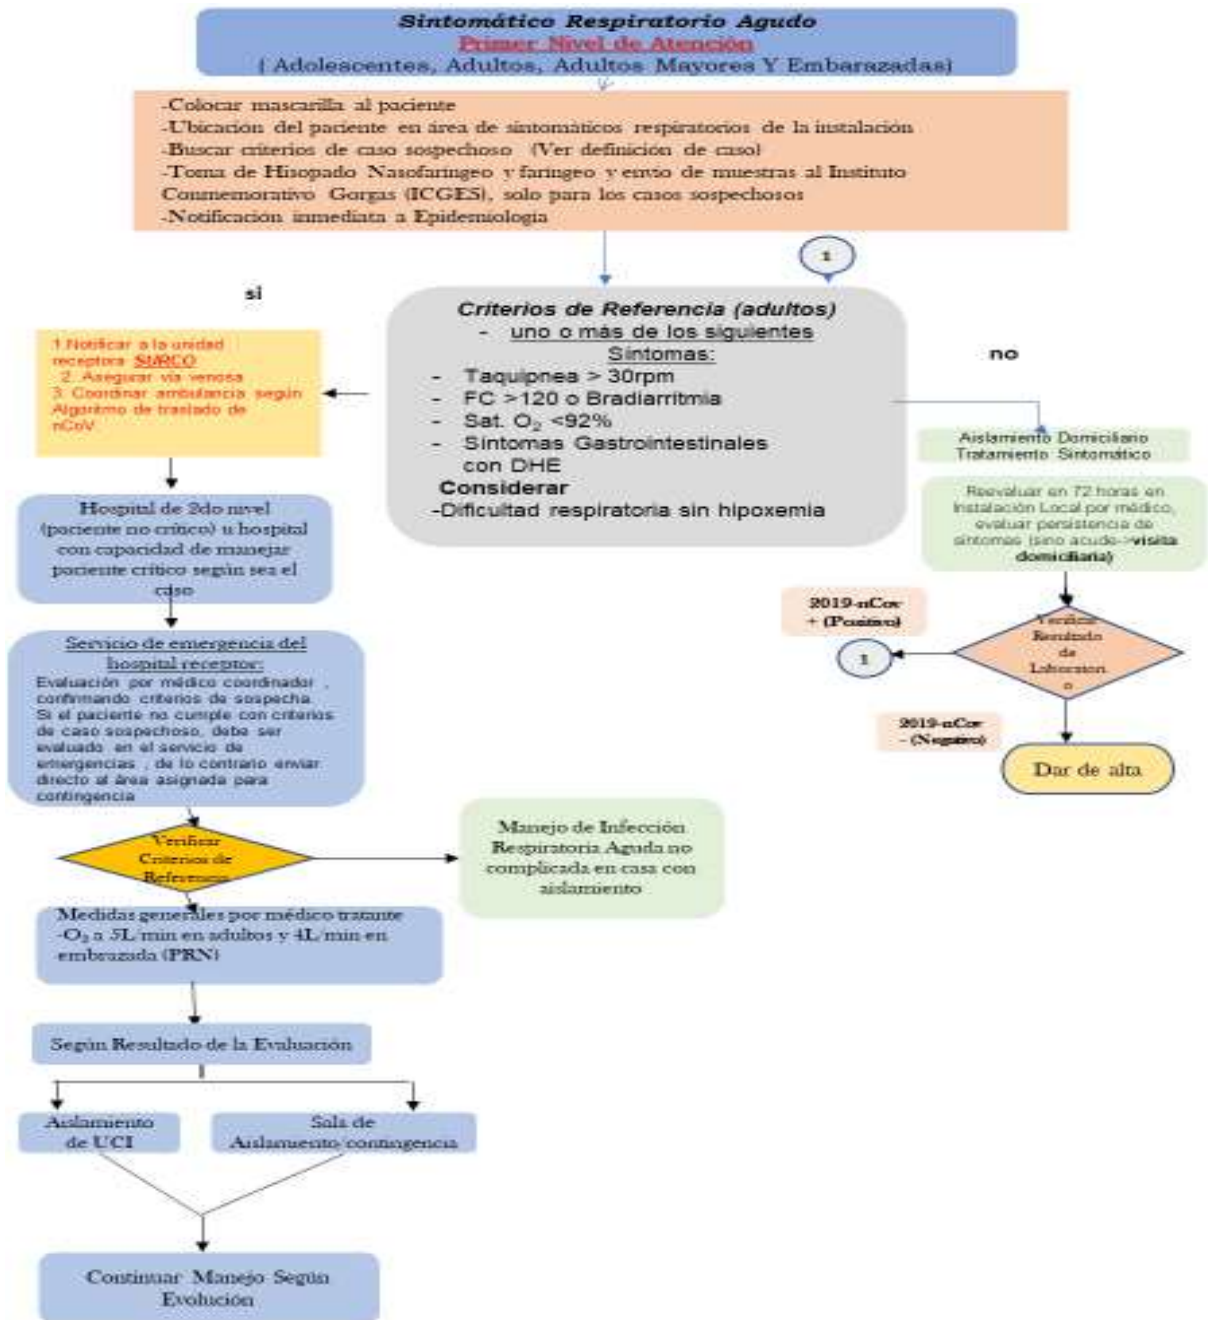 Sintomático Respiratorio Agudo
Primer Nivel de Atención
( Adolescentes, Adultos, Adultos Mayores Y Embarazadas)
-Colocar mascarilla al paciente
-Ubicación del paciente en área de sintomáticos respiratorios de la instalación
-Buscar criterios de caso sospechoso (Ver definición de caso)
-Toma de Hisopado Nasofaríngeo y faríngeo y envio de muestras al Instituto
Conmemorativo Gorgas (ICGES), solo para los casos sospechosos
-Notificación inmediata a Epidemiología
1
si
Criterios de Referencia (adultos)
- uno o más de los siguientes
Síntomas:
- Taquipnea > 30rpm
- FC >120 o Bradiarritmia
- Sat. O₂ <92%
- Síntomas Gastrointestinales
con DHE
Considerar
-Dificultad respiratoria sin hipoxemia
no
1 Notificar a la unidad
receptora
2. Asegurar vía venosa
3. Coordinar ambulancia según
Algoritmo de traslado de
nCoV
Aislamiento Domiciliario
Tratamiento Sintomático
Reevaluar en 72 horas en
Instalación Local por médico,
evaluar persistencia de
síntomas (sino acude->visita
domiciliaria)
Hospital de 2do nivel
(paciente no crítico) u hospital
con capacidad de manejar
paciente crítico según sea el
caso
2019-nCov
+ (Positivo)
1
Verificar
Resultado
de
Laboratori
o
2019-nCov
- (Negativo)
Dar de alta
Servicio de emergencia del
hospital receptor:
Evaluación por médico coordinador ,
confirmando criterios de sospecha
Si el paciente no cumple con criterios
de caso sospechoso, debe ser
evaluado en el servicio de
emergencias , de lo contrario enviar
directo al área asignada para
contingencia
Verificar
Criterios de
Referencia
Manejo de Infección
Respiratoria Aguda no
complicada en casa con
aislamiento
Medidas generales por médico tratante
-O₂ a 5L/min en adultos y 4L/min en
embrazada (PRN)
Según Resultado de la Evaluación
Aislamiento
de UCI
Sala de
Aislamiento/contingencia
Continuar Manejo Según
Evolución